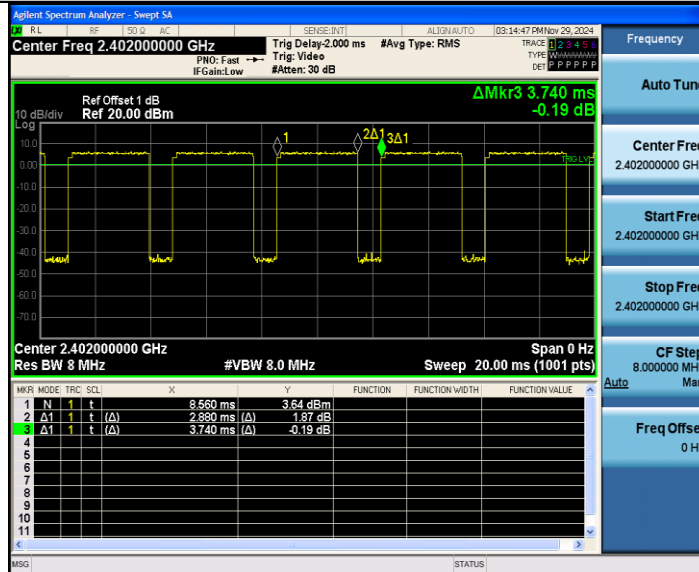 Agilent Spectrum Analyzer - Swept SA
RL RF 50 Ω AC SENSE:INT ALIGNAUTO 03:14:47 PM Nov 29, 2024
Center Freq 2.402000000 GHz
PNO: Fast
IFGain:Low
Trig Delay-2.000 ms
Trig: Video
#Atten: 30 dB
#Avg Type: RMS
TRACE 1 2 3 4 5 6
TYPE W
DET P P P P P P
ΔMkr3 3.740 ms
-0.19 dB
Ref Offset 1 dB
10 dB/div Ref 20.00 dBm
Log
10.0
0.00
-10.0
-20.0
-30.0
-40.0
-50.0
-60.0
-70.0
1
2Δ1
3Δ1
TRIG LVL
Center 2.402000000 GHz Span 0 Hz
Res BW 8 MHz #VBW 8.0 MHz Sweep 20.00 ms (1001 pts)
MKR MODE TRC SCL X Y FUNCTION FUNCTION WIDTH FUNCTION VALUE
1 N 1 t 8.560 ms 3.64 dBm
2 Δ1 1 t (Δ) 2.880 ms (Δ) 1.87 dB
3 Δ1 1 t (Δ) 3.740 ms (Δ) -0.19 dB
4
5
6
7
8
9
10
11
MSG STATUS
Frequency
Auto Tun
Center Fre
2.402000000 GH
Start Fre
2.402000000 GH
Stop Fre
2.402000000 GH
CF Step
8.000000 MH
Auto Ma
Freq Offse
0 H